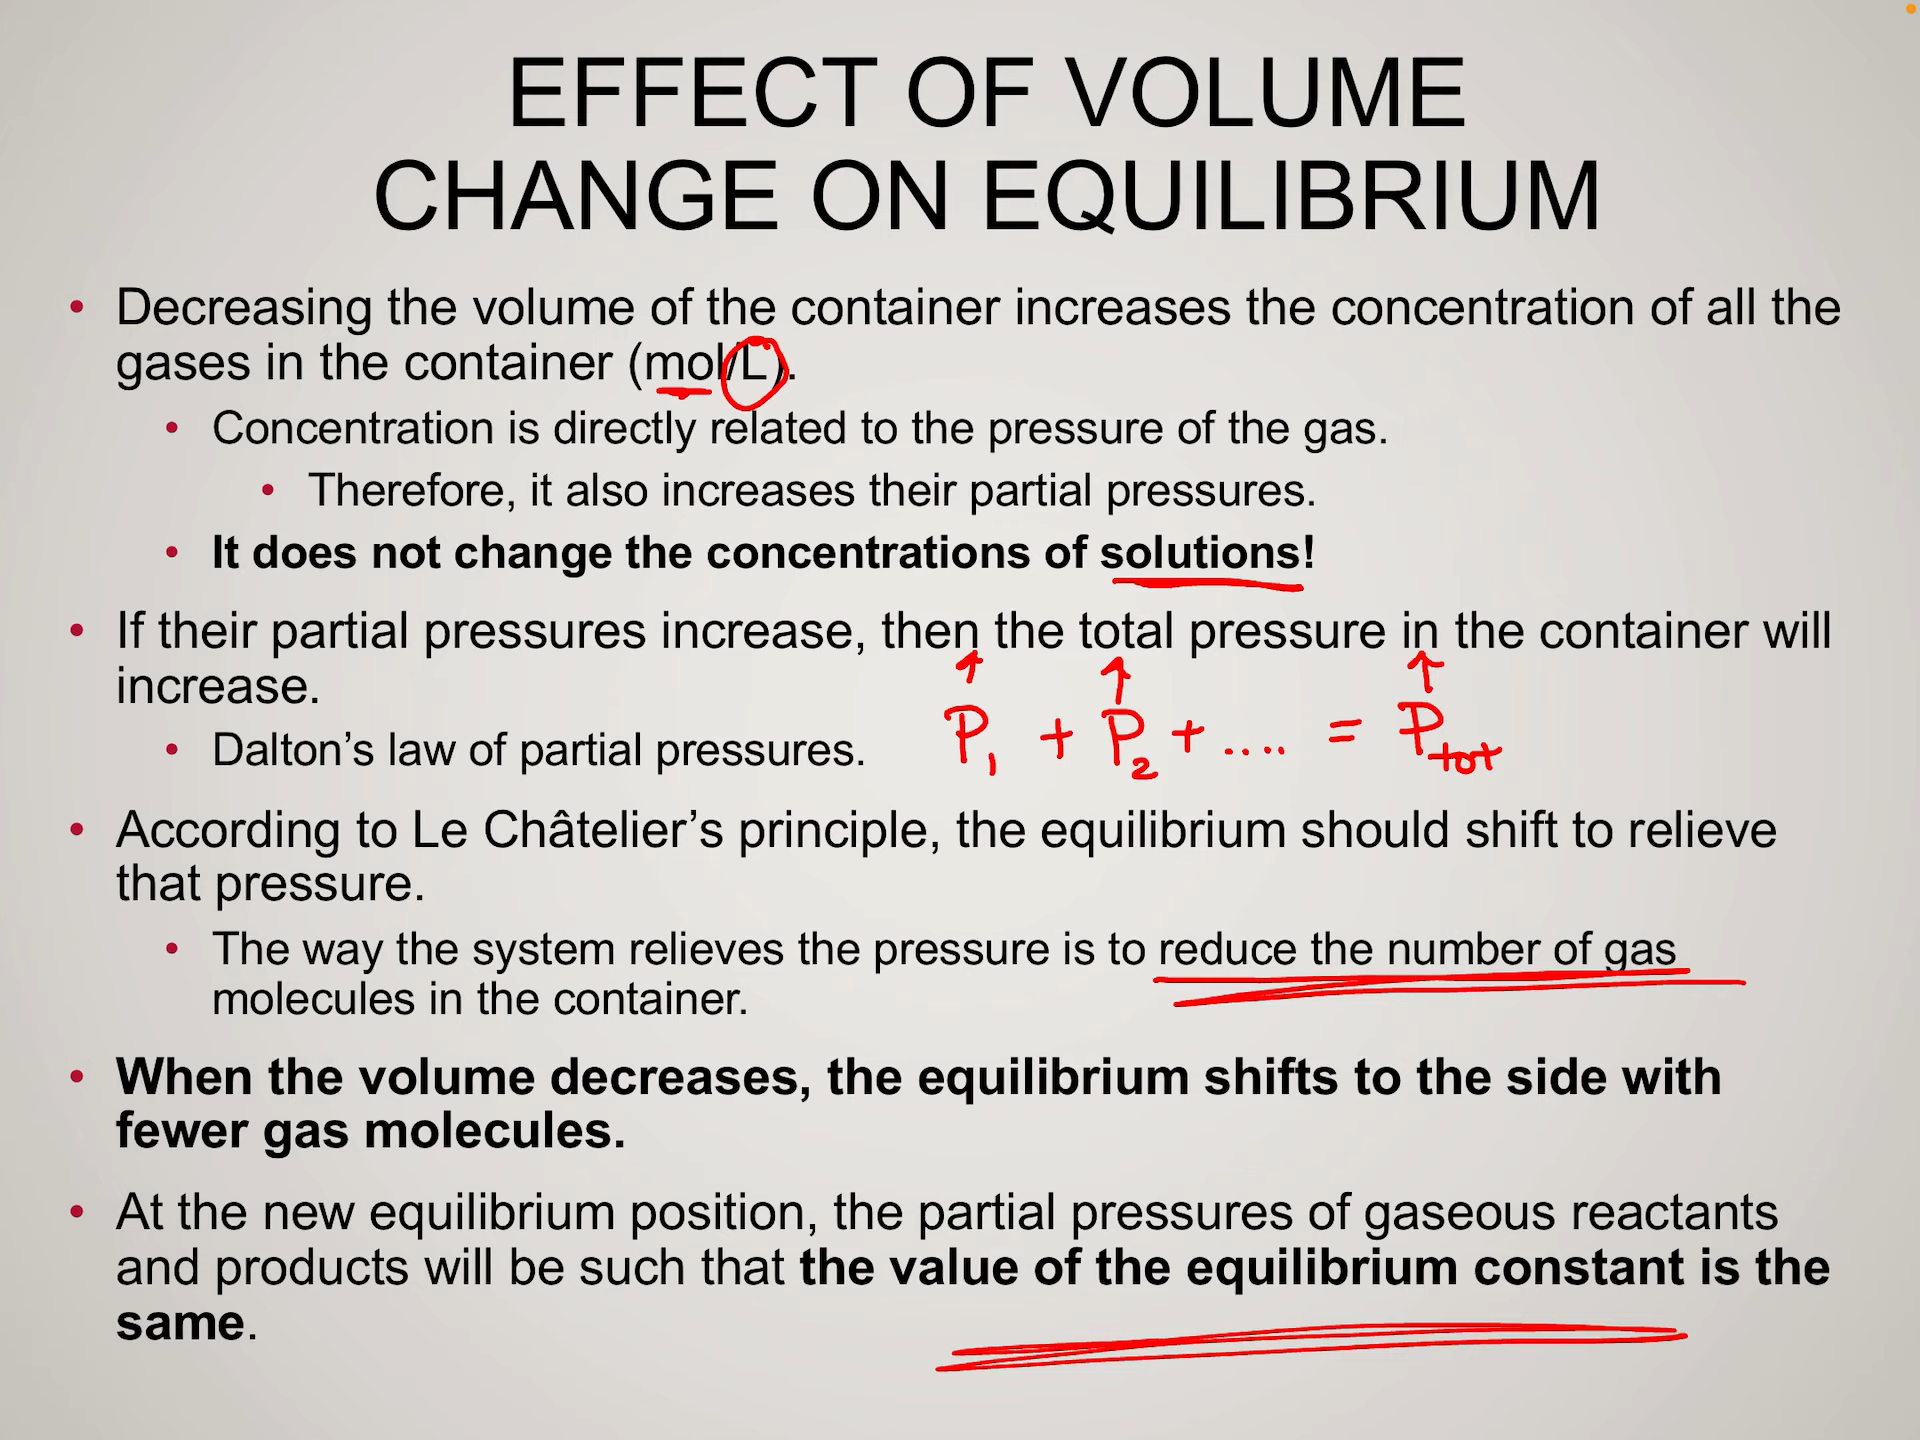 EFFECT OF VOLUME
CHANGE ON EQUILIBRIUM
• Decreasing the volume of the container increases the concentration of all the
gases in the container (mol/L).
• Concentration is directly related to the pressure of the gas.
• Therefore, it also increases their partial pressures.
• It does not change the concentrations of solutions!
• If their partial pressures increase, then the total pressure in the container will
increase.
• Dalton’s law of partial pressures.
↑ ↑ ↑
P₁ + P₂ + .... = Ptot
• According to Le Châtelier’s principle, the equilibrium should shift to relieve
that pressure.
• The way the system relieves the pressure is to reduce the number of gas
molecules in the container.
• When the volume decreases, the equilibrium shifts to the side with
fewer gas molecules.
• At the new equilibrium position, the partial pressures of gaseous reactants
and products will be such that the value of the equilibrium constant is the
same.